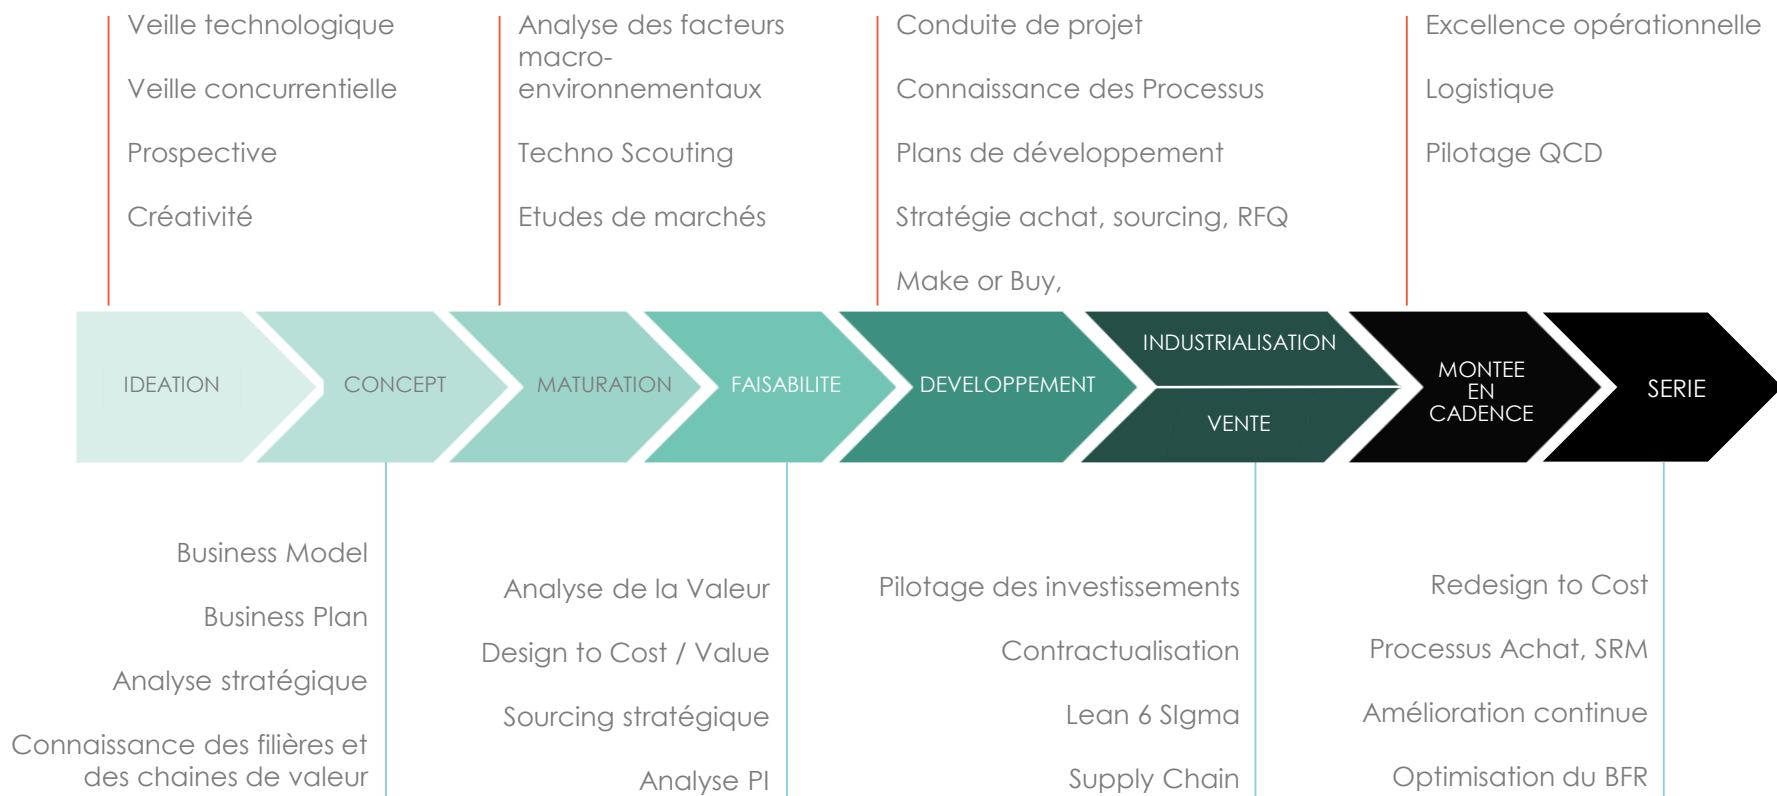 Veille technologique
Veille concurrentielle
Prospective
Créativité
Analyse des facteurs
macro-
environnementaux
Techno Scouting
Etudes de marchés
Conduite de projet
Connaissance des Processus
Plans de développement
Stratégie achat, sourcing, RFQ
Make or Buy,
Excellence opérationnelle
Logistique
Pilotage QCD
IDEATION
CONCEPT
MATURATION
FAISABILITE
DEVELOPPEMENT
INDUSTRIALISATION
VENTE
MONTEE
EN
CADENCE
SERIE
Business Model
Business Plan
Analyse stratégique
Connaissance des filières et
des chaines de valeur
Analyse de la Valeur
Design to Cost / Value
Sourcing stratégique
Analyse PI
Pilotage des investissements
Contractualisation
Lean 6 SIgma
Supply Chain
Redesign to Cost
Processus Achat, SRM
Amélioration continue
Optimisation du BFR